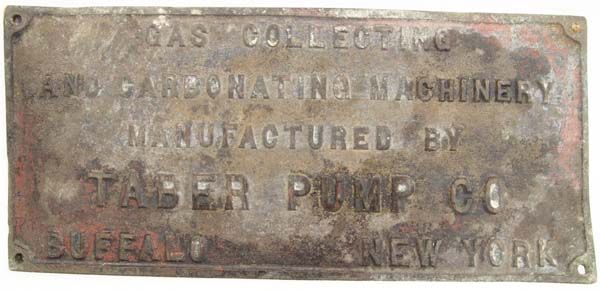 GAS COLLECTING
AND CARBONATING MACHINERY
MANUFACTURED BY
TABER PUMP CO
BUFFALO NEW YORK